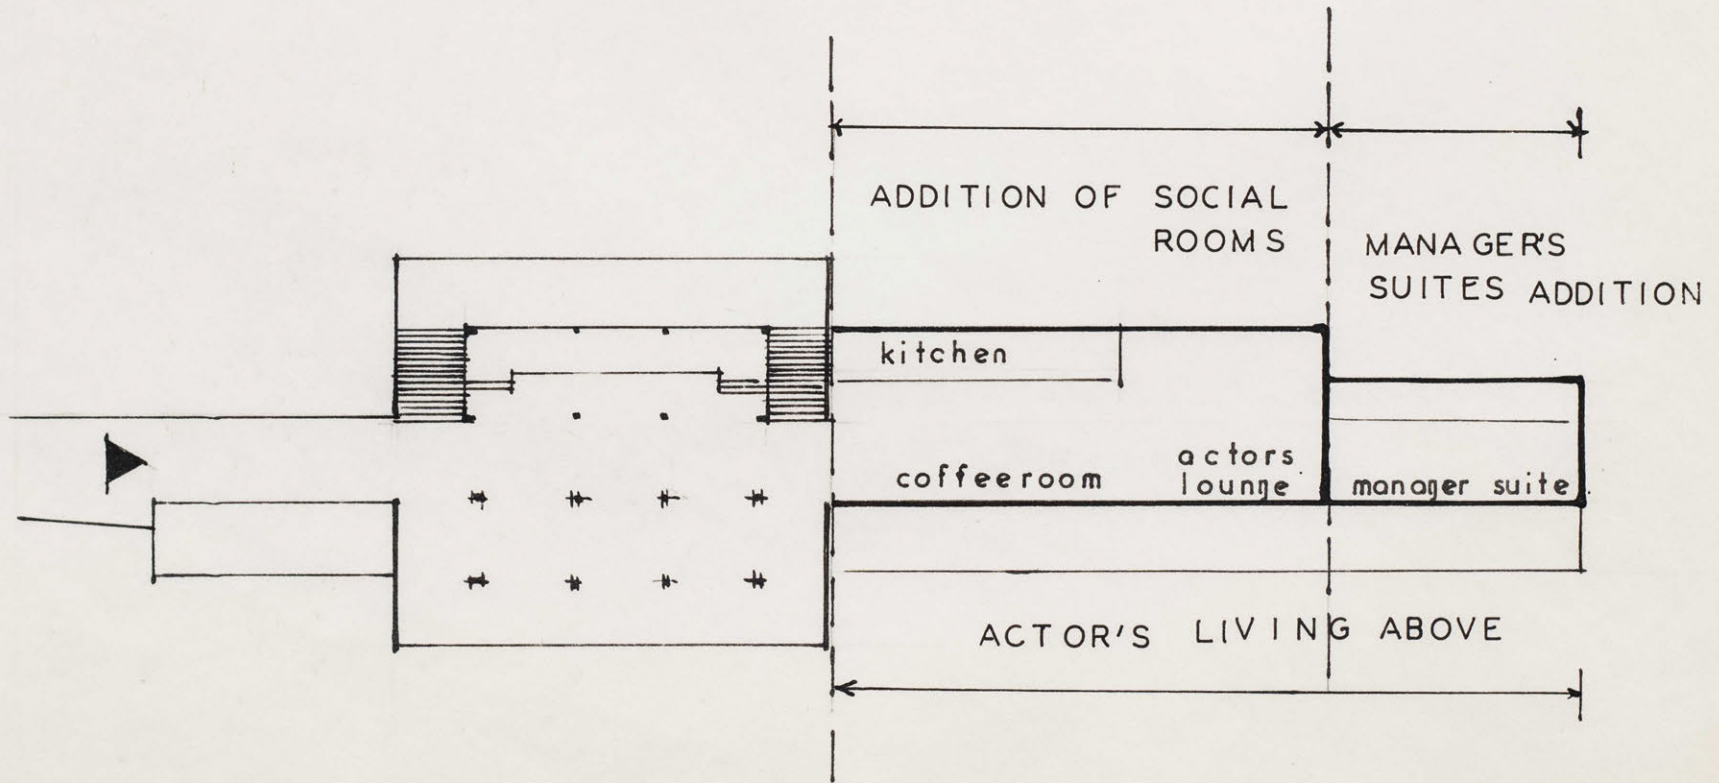 ADDITION OF SOCIAL
ROOMS
MANAGER'S
SUITES ADDITION
kitchen
coffeeroom
actors
lounge
manager suite
ACTOR'S LIVING ABOVE